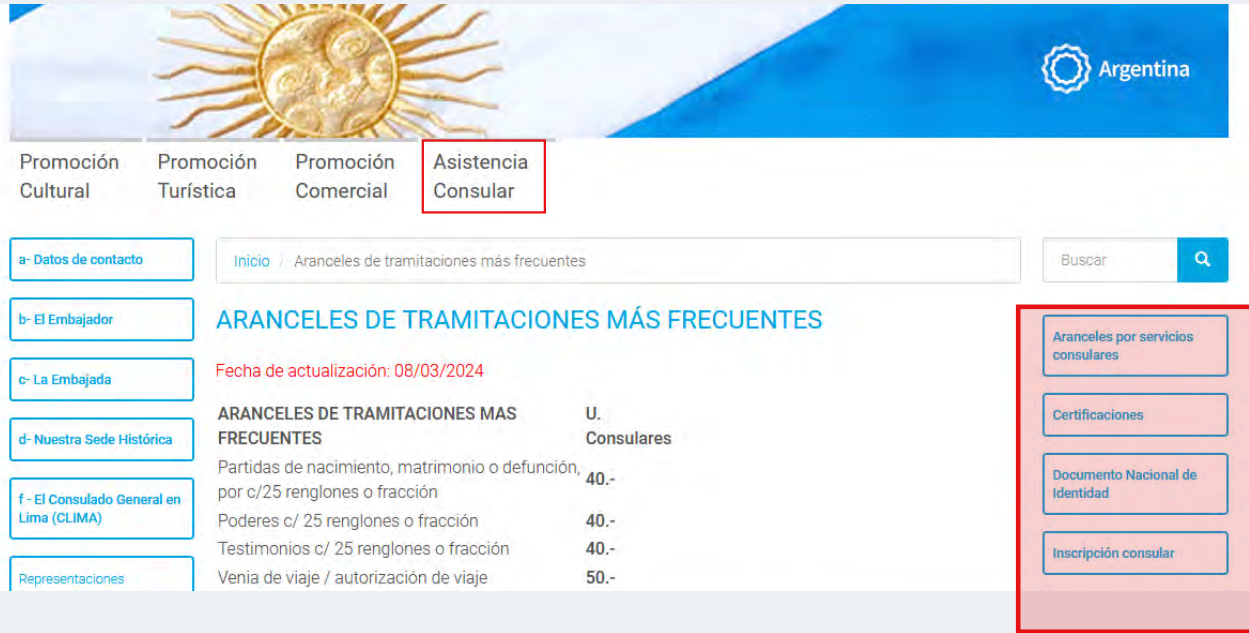 Argentina
Promoción
Cultural
Promoción
Turística
Promoción
Comercial
Asistencia
Consular
a- Datos de contacto
b- El Embajador
c- La Embajada
d- Nuestra Sede Histórica
f - El Consulado General en
Lima (CLIMA)
Representaciones
Inicio / Aranceles de tramitaciones más frecuentes
ARANCELES DE TRAMITACIONES MÁS FRECUENTES
Fecha de actualización: 08/03/2024
ARANCELES DE TRAMITACIONES MAS
FRECUENTES
U.
Consulares
Partidas de nacimiento, matrimonio o defunción,
por c/25 renglones o fracción
40.-
Poderes c/ 25 renglones o fracción 40.-
Testimonios c/ 25 renglones o fracción 40.-
Venia de viaje / autorización de viaje 50.-
Buscar
Aranceles por servicios
consulares
Certificaciones
Documento Nacional de
Identidad
Inscripción consular